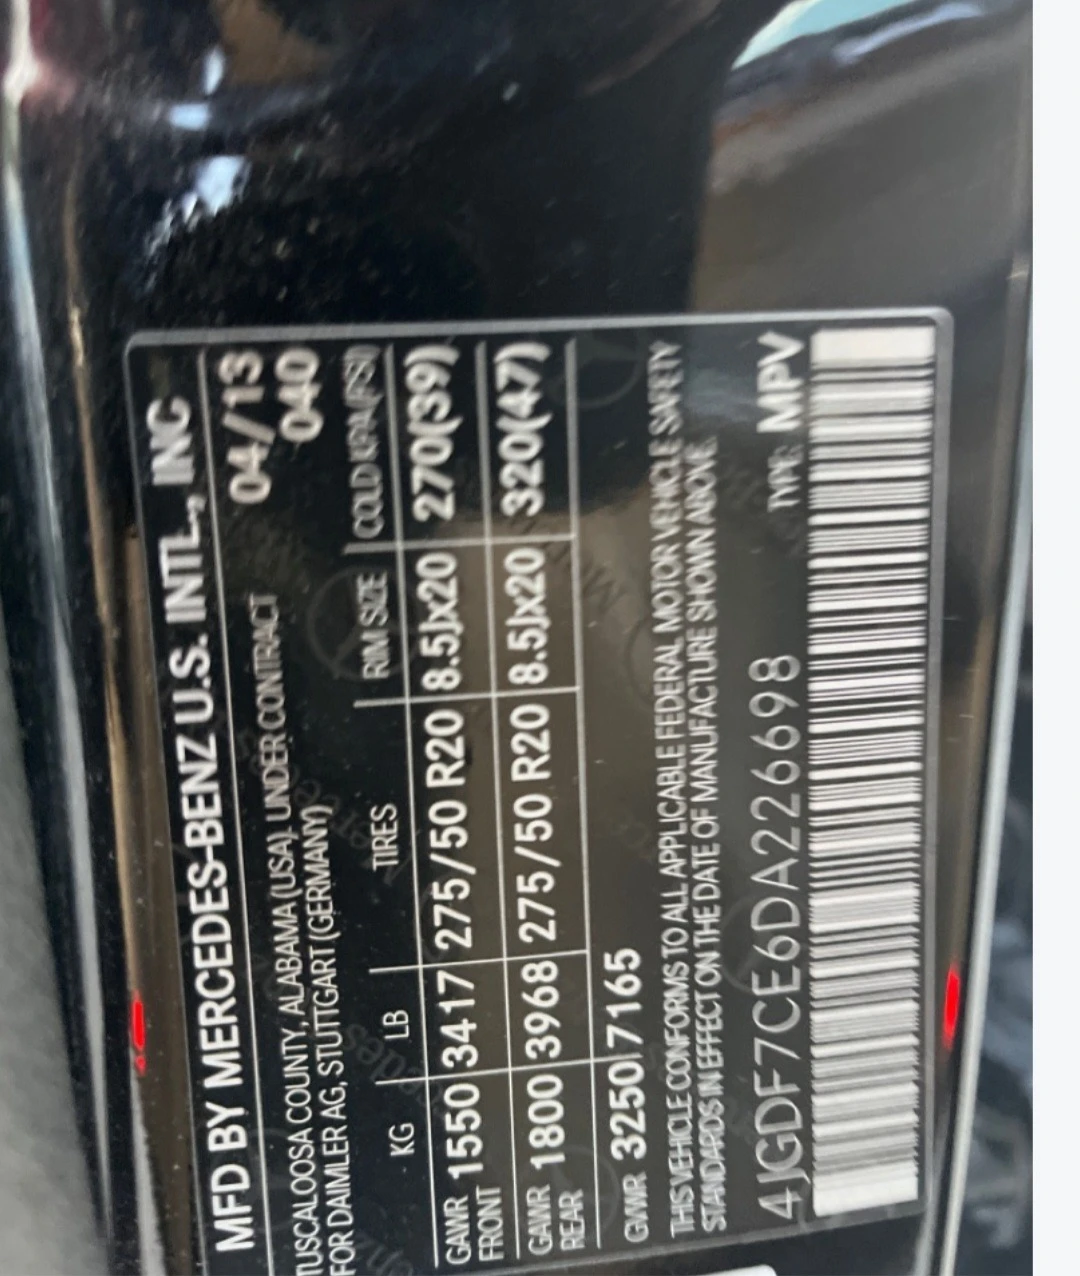 MFD BY MERCEDES-BENZ U.S. INTL., INC
TUSCALOOSA COUNTY, ALABAMA (USA), UNDER CONTRACT 04/13
FOR DAIMLER AG, STUTTGART (GERMANY) 040
KG LB TIRES RIM SIZE COLD KPA(PSI)
GAWR FRONT 1550 3417 275/50 R20 8.5Jx20 270(39)
GAWR REAR 1800 3968 275/50 R20 8.5Jx20 320(47)
GVWR 3250 7165
THIS VEHICLE CONFORMS TO ALL APPLICABLE FEDERAL MOTOR VEHICLE SAFETY
STANDARDS IN EFFECT ON THE DATE OF MANUFACTURE SHOWN ABOVE.
4JGDF7CE6DA226698 TYPE: MPV